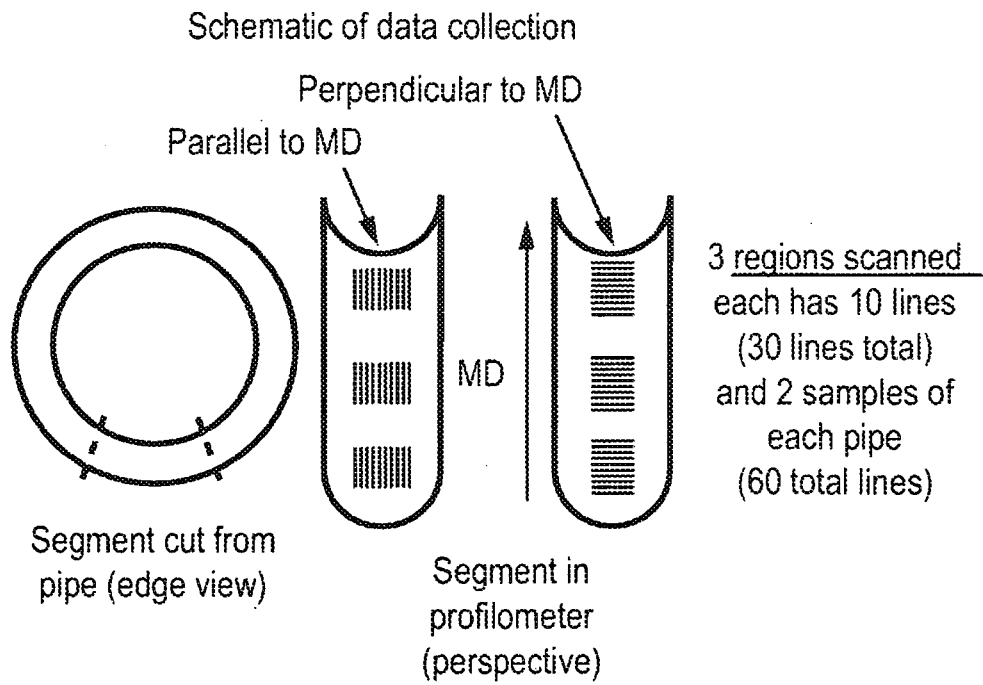 Schematic of data collection
Perpendicular to MD
Parallel to MD
MD
3 regions scanned
each has 10 lines
(30 lines total)
and 2 samples of
each pipe
(60 total lines)
Segment cut from
pipe (edge view)
Segment in
profilometer
(perspective)